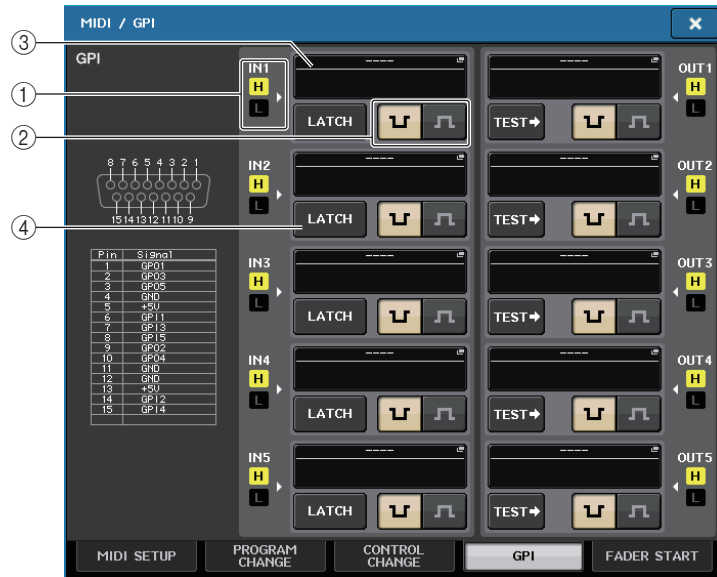 MIDI / GPI
GPI
③
①
②
④
IN1
H
L
----
LATCH
----
TEST
OUT1
H
L
8 7 6 5 4 3 2 1
15 14 13 12 11 10 9
IN2
H
L
----
LATCH
----
TEST
OUT2
H
L
Pin Signal
1 GPO1
2 GPO3
3 GPO5
4 GND
5 +5V
6 GPI1
7 GPI3
8 GPI5
9 GPO2
10 GPO4
11 GND
12 GND
13 +5V
14 GPI2
15 GPI4
IN3
H
L
----
LATCH
----
TEST
OUT3
H
L
IN4
H
L
----
LATCH
----
TEST
OUT4
H
L
IN5
H
L
----
LATCH
----
TEST
OUT5
H
L
MIDI SETUP
PROGRAM
CHANGE
CONTROL
CHANGE
GPI
FADER START